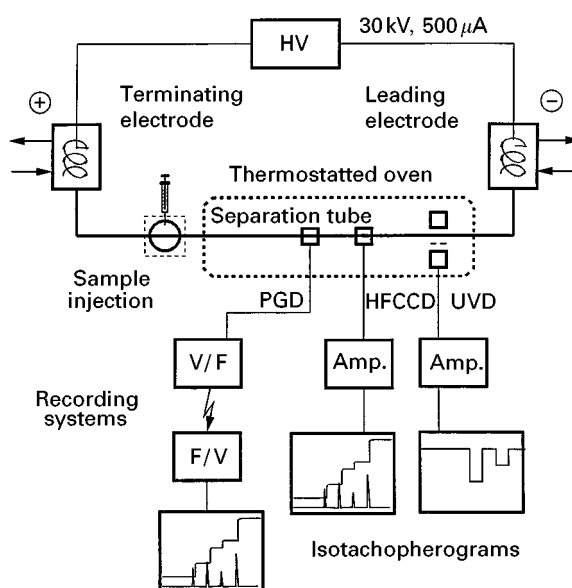 HV
30 kV, 500 μA
+
Terminating
electrode
Leading
electrode
−
Thermostatted oven
Separation tube
Sample
injection
PGD
HFCCD
UVD
V/F
Amp.
Amp.
Recording
systems
F/V
Isotachopherograms